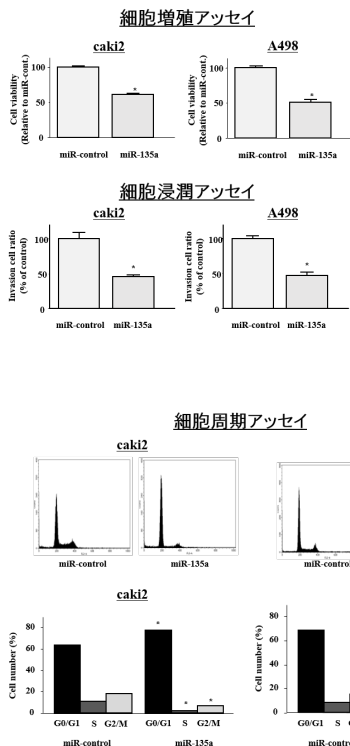 細胞増殖アッセイ
caki2
A498
Cell viability
(Relative to miR-cont.)
100
50
0
*
miR-control miR-135a
Cell viability
(Relative to miR-cont.)
100
50
0
*
miR-control miR-135a
細胞浸潤アッセイ
caki2
A498
Invasion cell ratio
(% of control)
100
50
0
*
miR-control miR-135a
Invasion cell ratio
(% of control)
100
50
0
*
miR-control miR-135a
細胞周期アッセイ
caki2
miR-control
miR-135a
miR-control
caki2
Cell number (%)
80
60
40
20
0
*
* *
G0/G1 S G2/M
G0/G1 S G2/M
miR-control
miR-135a
Cell number (%)
80
60
40
20
0
G0/G1 S
miR-contro